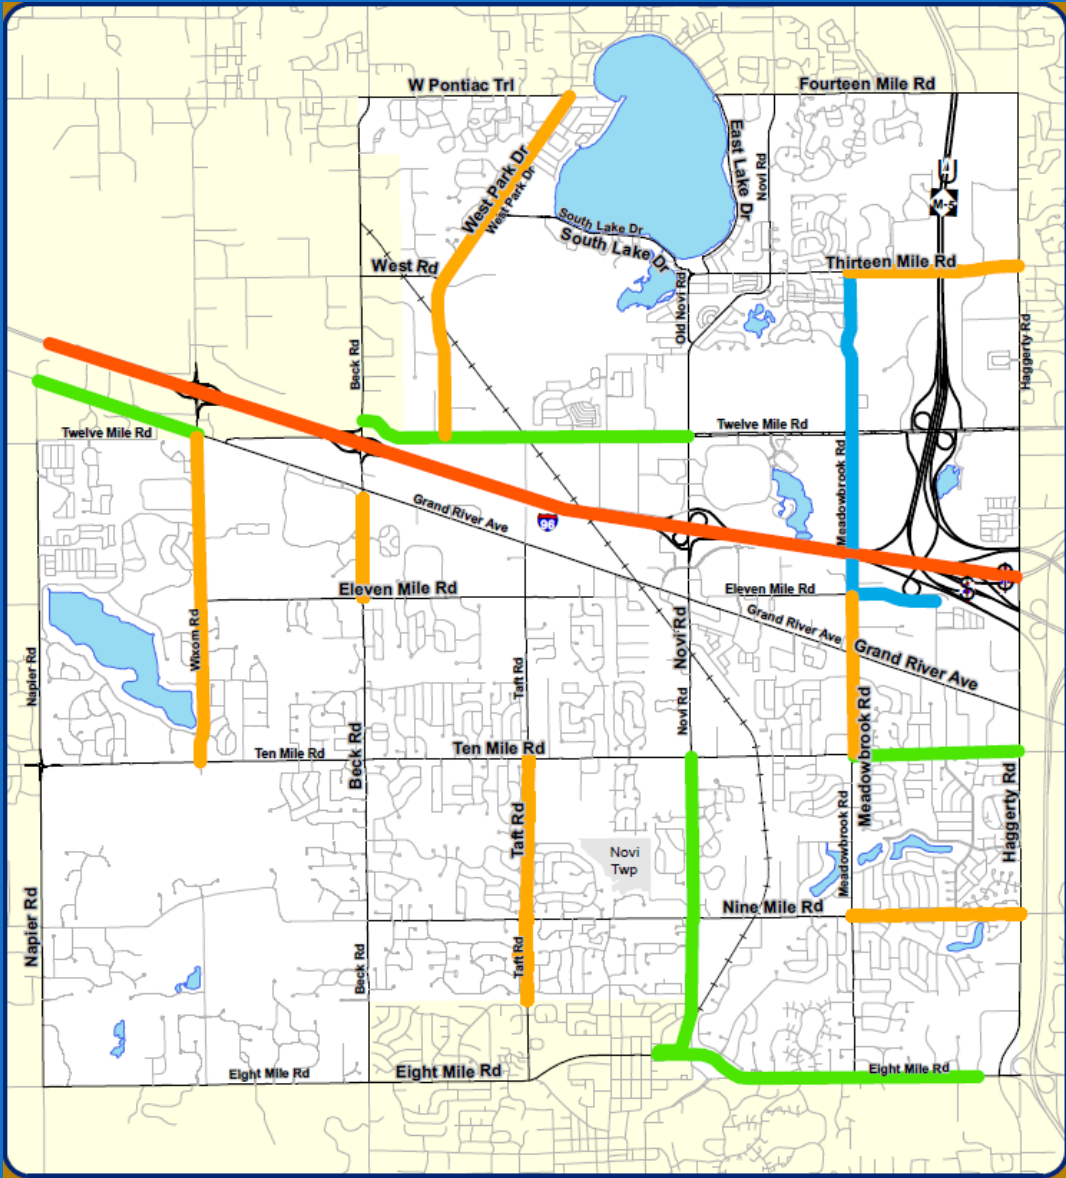 W Pontiac Trl
Fourteen Mile Rd
West Park Dr
West Park Dr
East Lake Dr
Novi Rd
M-5
South Lake Dr
South Lake Dr
West Rd
Thirteen Mile Rd
Old Novi Rd
Haggerty Rd
Beck Rd
Twelve Mile Rd
Twelve Mile Rd
Meadowbrook Rd
Grand River Ave
96
Eleven Mile Rd
Eleven Mile Rd
Grand River Ave
Grand River Ave
Wixom Rd
Novi Rd
Napier Rd
Taft Rd
Novi Rd
Meadowbrook Rd
Ten Mile Rd
Beck Rd
Ten Mile Rd
Haggerty Rd
Taft Rd
Novi
Twp
Meadowbrook Rd
Napier Rd
Nine Mile Rd
Beck Rd
Taft Rd
Eight Mile Rd
Eight Mile Rd
Eight Mile Rd